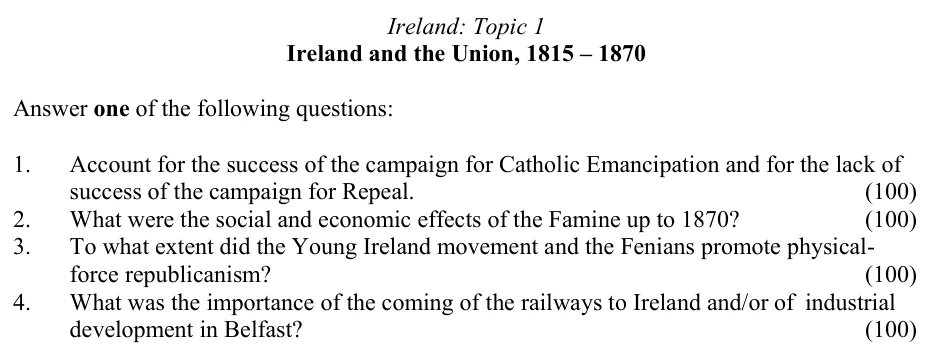 Ireland: Topic 1
Ireland and the Union, 1815 – 1870
Answer one of the following questions:
1. Account for the success of the campaign for Catholic Emancipation and for the lack of
success of the campaign for Repeal. (100)
2. What were the social and economic effects of the Famine up to 1870? (100)
3. To what extent did the Young Ireland movement and the Fenians promote physical-
force republicanism? (100)
4. What was the importance of the coming of the railways to Ireland and/or of industrial
development in Belfast? (100)